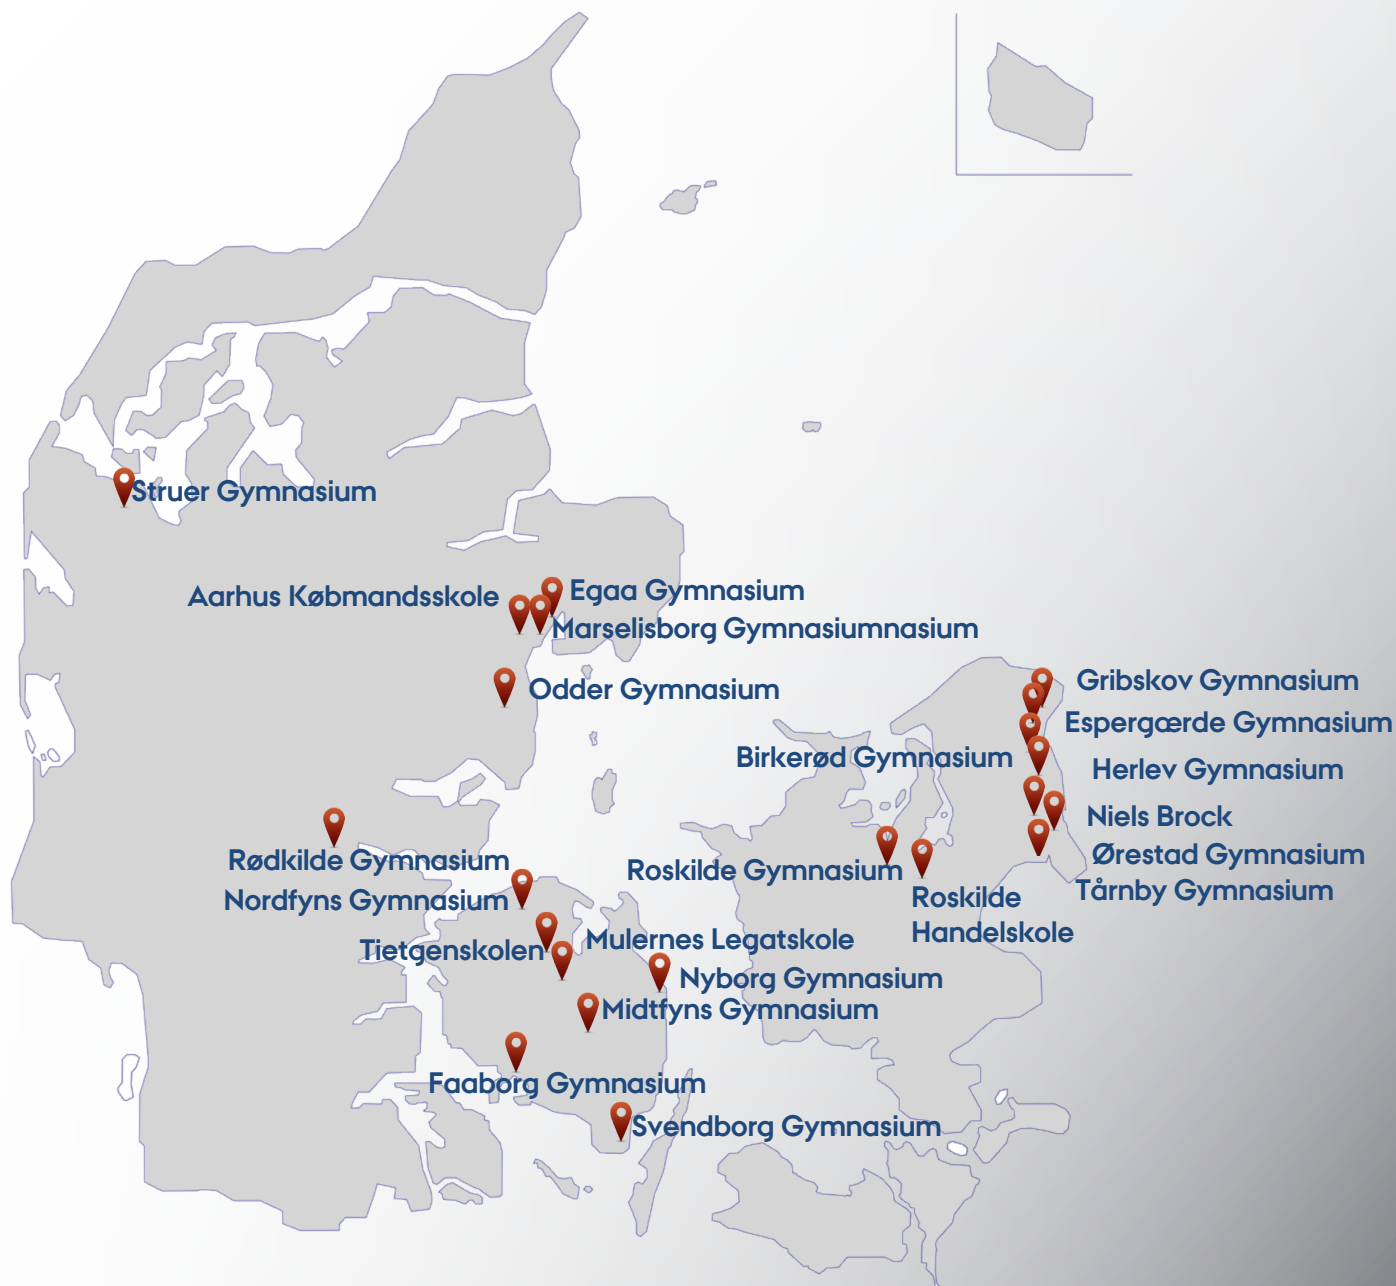 Struer Gymnasium
Aarhus Købmandsskole
Egaa Gymnasium
Marselisborg Gymnasiumnasium
Odder Gymnasium
Gribskov Gymnasium
Espergærde Gymnasium
Birkerød Gymnasium
Herlev Gymnasium
Niels Brock
Ørestad Gymnasium
Tårnby Gymnasium
Rødkilde Gymnasium
Roskilde Gymnasium
Roskilde
Handelskole
Nordfyns Gymnasium
Tietgenskolen
Mulernes Legatskole
Nyborg Gymnasium
Midtfyns Gymnasium
Faaborg Gymnasium
Svendborg Gymnasium